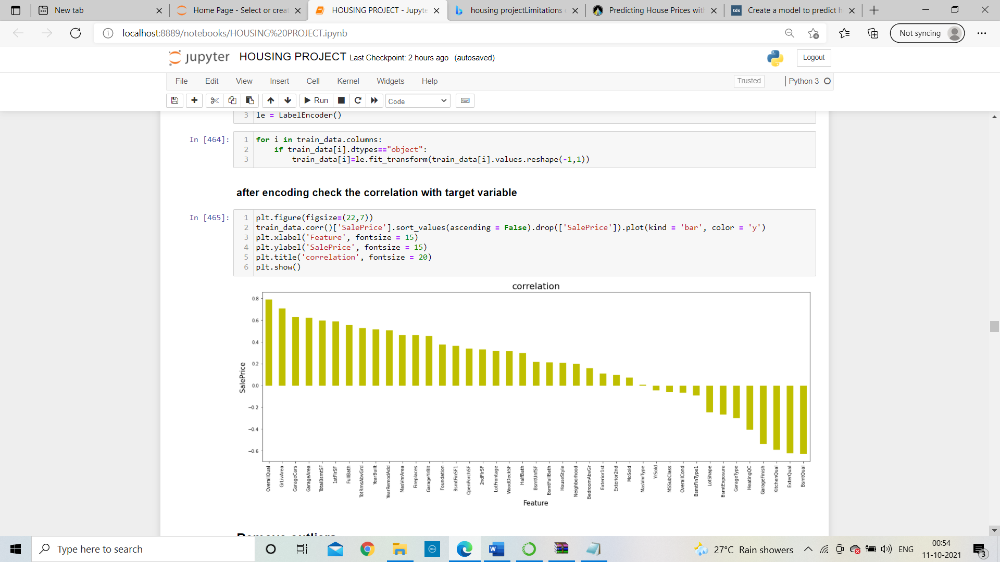 New tab
Home Page - Select or creat
HOUSING PROJECT - Jupyte
housing projectLimitations
Predicting House Prices wit
tds Create a model to predict h
localhost:8889/notebooks/HOUSING%20PROJECT.ipynb
Not syncing
jupyter HOUSING PROJECT Last Checkpoint: 2 hours ago (autosaved)
Logout
File Edit View Insert Cell Kernel Widgets Help
Trusted
Python 3
Run
Code
3 le = LabelEncoder()
In [464]:
1 for i in train_data.columns:
2 if train_data[i].dtypes=="object":
3 train_data[i]=le.fit_transform(train_data[i].values.reshape(-1,1))
after encoding check the correlation with target variable
In [465]:
1 plt.figure(figsize=(22,7))
2 train_data.corr()['SalePrice'].sort_values(ascending = False).drop(['SalePrice']).plot(kind = 'bar', color = 'y')
3 plt.xlabel('Feature', fontsize = 15)
4 plt.ylabel('SalePrice', fontsize = 15)
5 plt.title('correlation', fontsize = 20)
6 plt.show()
correlation
0.8
0.6
0.4
0.2
0.0
−0.2
−0.4
−0.6
SalePrice
OverallQual
GrLivArea
GarageCars
GarageArea
TotalBsmtSF
1stFlrSF
FullBath
TotRmsAbvGrd
YearBuilt
YearRemodAdd
MasVnrArea
Fireplaces
GarageYrBlt
Foundation
BsmtFinSF1
OpenPorchSF
2ndFlrSF
LotFrontage
WoodDeckSF
HalfBath
BsmtUnfSF
BsmtFullBath
HouseStyle
Neighborhood
BedroomAbvGr
Exterior1st
Exterior2nd
MoSold
MasVnrType
YrSold
MSSubClass
OverallCond
BsmtFinType1
LotShape
BsmtExposure
GarageType
HeatingQC
GarageFinish
KitchenQual
ExterQual
BsmtQual
Feature
Remove outliers
Type here to search
DELL
W
27°C Rain showers
ENG
00:54
11-10-2021
3